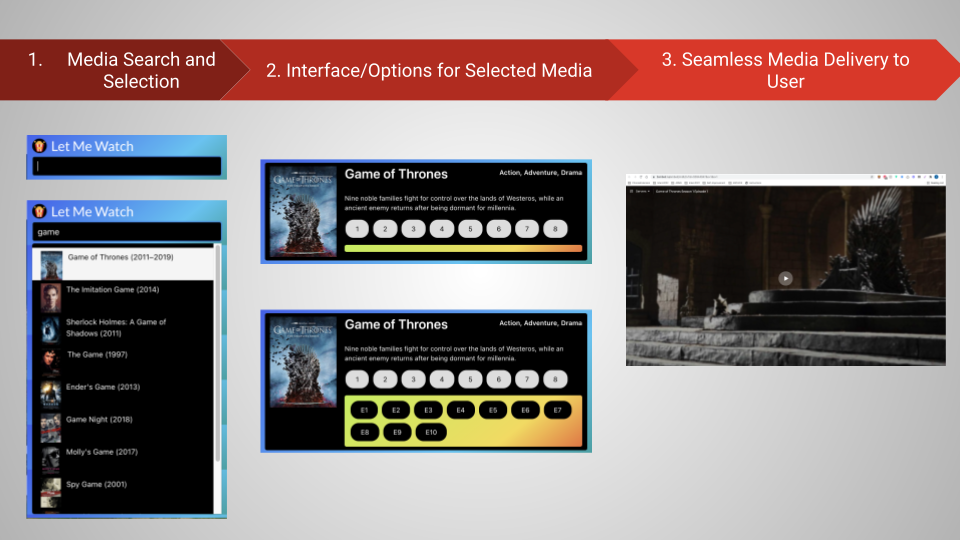 1. Media Search and
Selection
2. Interface/Options for Selected Media
3. Seamless Media Delivery to
User
Let Me Watch
Let Me Watch
game
Game of Thrones (2011–2019)
The Imitation Game (2014)
Sherlock Holmes: A Game of
Shadows (2011)
The Game (1997)
Ender's Game (2013)
Game Night (2018)
Molly's Game (2017)
Spy Game (2001)
GAME OF THRONES
Game of Thrones
Action, Adventure, Drama
Nine noble families fight for control over the lands of Westeros, while an
ancient enemy returns after being dormant for millennia.
1 2 3 4 5 6 7 8
GAME OF THRONES
Game of Thrones
Action, Adventure, Drama
Nine noble families fight for control over the lands of Westeros, while an
ancient enemy returns after being dormant for millennia.
1 2 3 4 5 6 7 8
E1 E2 E3 E4 E5 E6 E7
E8 E9 E10